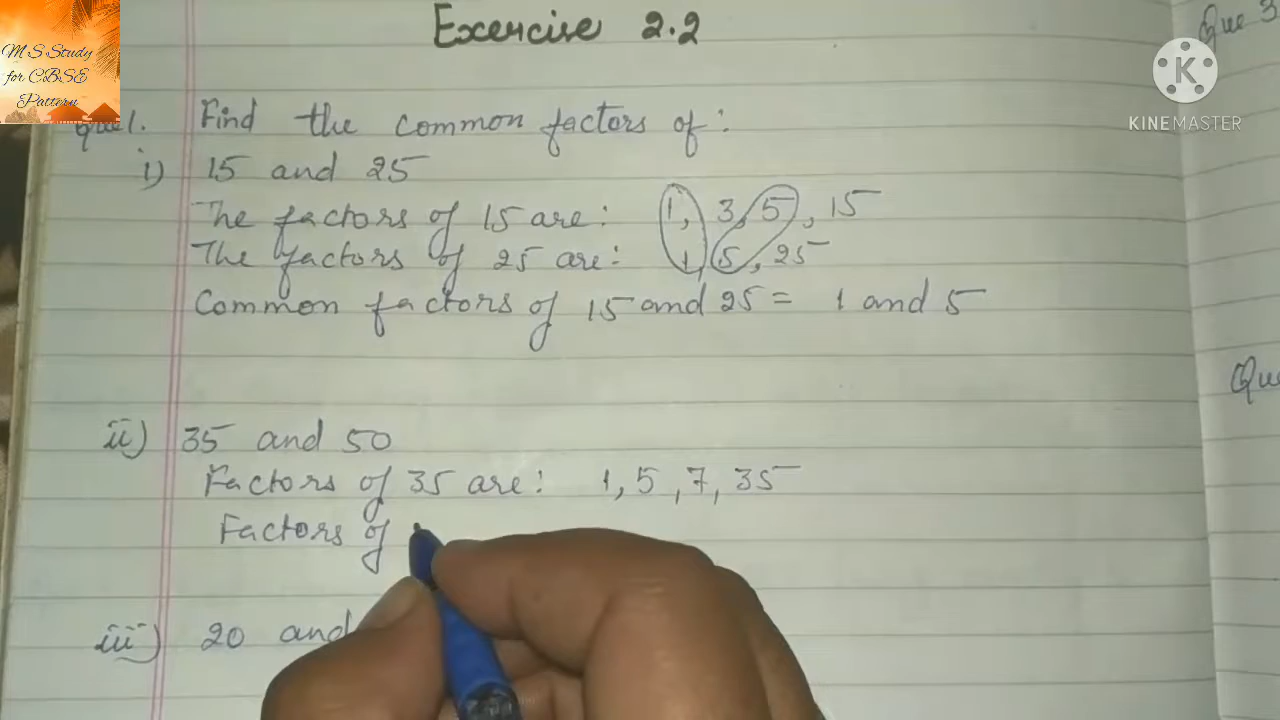 Exercise 2.2
M S Study
for CBSE
Pattern
KINEMASTER
Que 3
Que1. Find the common factors of:
i) 15 and 25
The factors of 15 are: 1, 3, 5, 15
The factors of 25 are: 1, 5, 25
Common factors of 15 and 25 = 1 and 5
Que
ii) 35 and 50
Factors of 35 are: 1, 5, 7, 35
Factors of
iii) 20 and